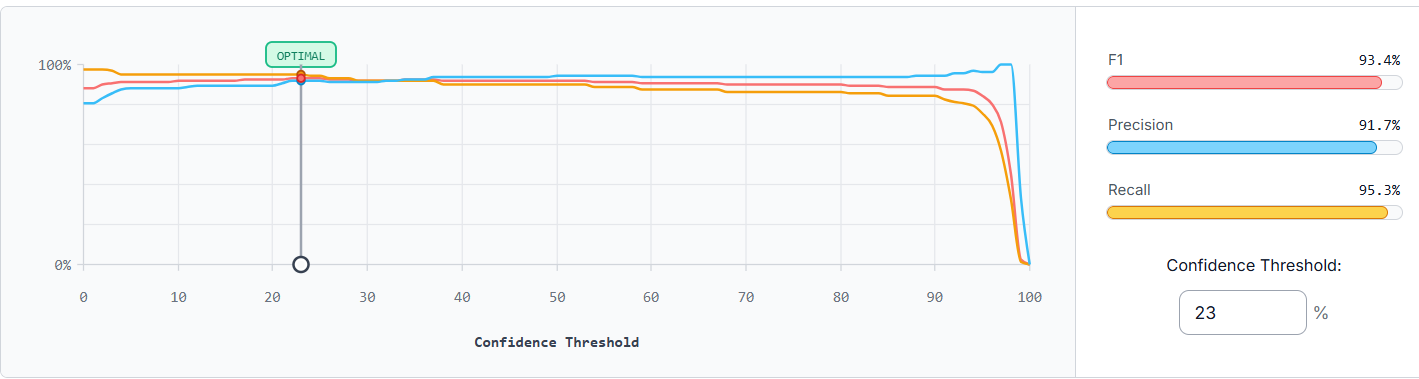 OPTIMAL
100%
0%
0 10 20 30 40 50 60 70 80 90 100
Confidence Threshold
F1 93.4%
Precision 91.7%
Recall 95.3%
Confidence Threshold:
23 %